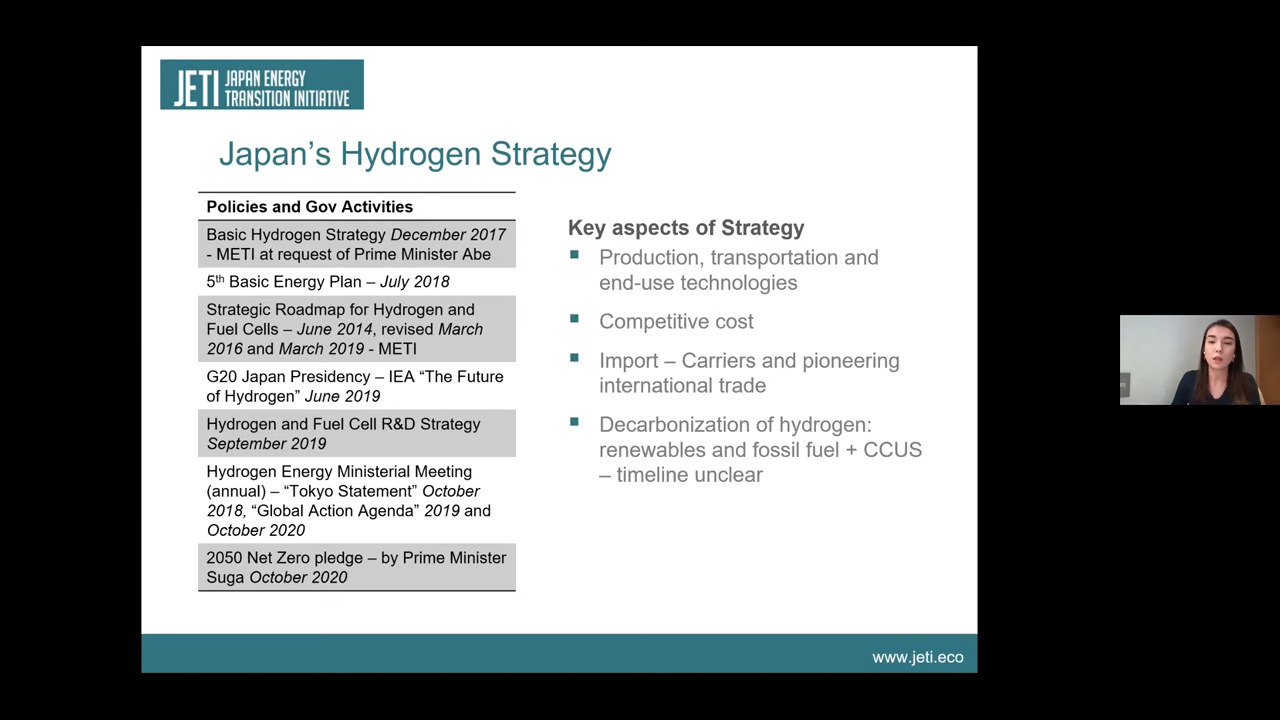 JETI JAPAN ENERGY
TRANSITION INITIATIVE
Japan’s Hydrogen Strategy
Policies and Gov Activities
Basic Hydrogen Strategy December 2017
- METI at request of Prime Minister Abe
5th Basic Energy Plan – July 2018
Strategic Roadmap for Hydrogen and
Fuel Cells – June 2014, revised March
2016 and March 2019 - METI
G20 Japan Presidency – IEA “The Future
of Hydrogen” June 2019
Hydrogen and Fuel Cell R&D Strategy
September 2019
Hydrogen Energy Ministerial Meeting
(annual) – “Tokyo Statement” October
2018, “Global Action Agenda” 2019 and
October 2020
2050 Net Zero pledge – by Prime Minister
Suga October 2020
Key aspects of Strategy
Production, transportation and
end-use technologies
Competitive cost
Import – Carriers and pioneering
international trade
Decarbonization of hydrogen:
renewables and fossil fuel + CCUS
– timeline unclear
www.jeti.eco